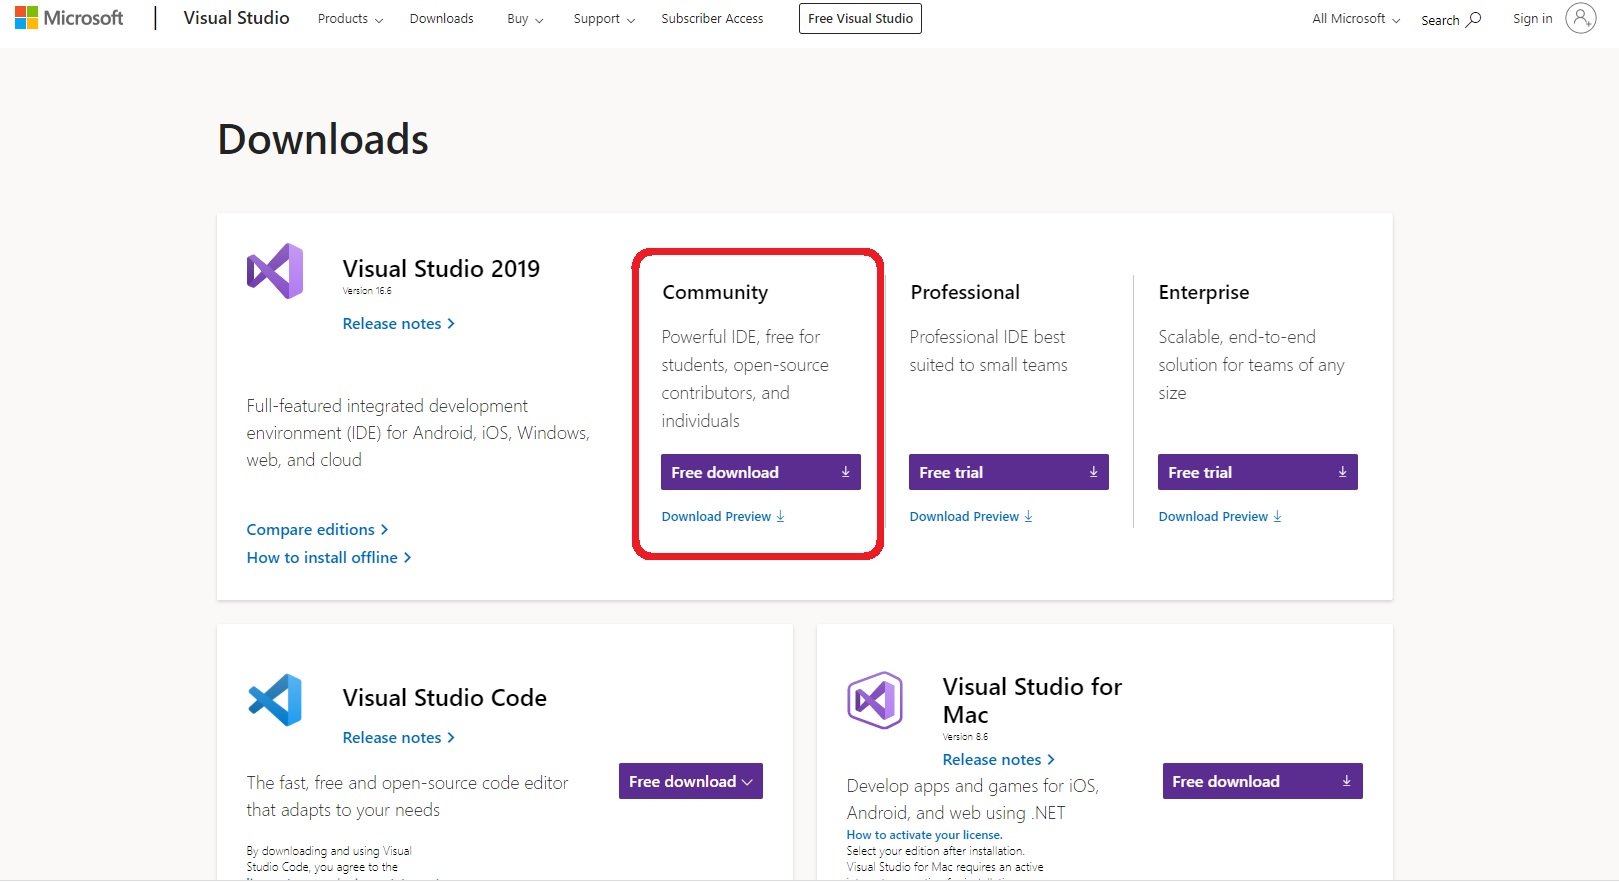 Microsoft | Visual Studio Products Downloads Buy Support Subscriber Access Free Visual Studio All Microsoft Search Sign in
Downloads
Visual Studio 2019
Version 16.6
Release notes
Full-featured integrated development
environment (IDE) for Android, iOS, Windows,
web, and cloud
Compare editions
How to install offline
Community
Powerful IDE, free for
students, open-source
contributors, and
individuals
Free download
Download Preview
Professional
Professional IDE best
suited to small teams
Free trial
Download Preview
Enterprise
Scalable, end-to-end
solution for teams of any
size
Free trial
Download Preview
Visual Studio Code
Release notes
The fast, free and open-source code editor
that adapts to your needs
Free download
By downloading and using Visual
Studio Code, you agree to the
Visual Studio for
Mac
Version 8.6
Release notes
Develop apps and games for iOS,
Android, and web using .NET
Free download
How to activate your license.
Select your edition after installation.
Visual Studio for Mac requires an active